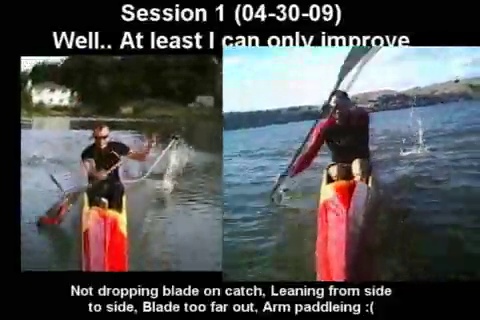 Session 1 (04-30-09)
Well.. At least I can only improve
Not dropping blade on catch, Leaning from side
to side, Blade too far out, Arm paddleing :(